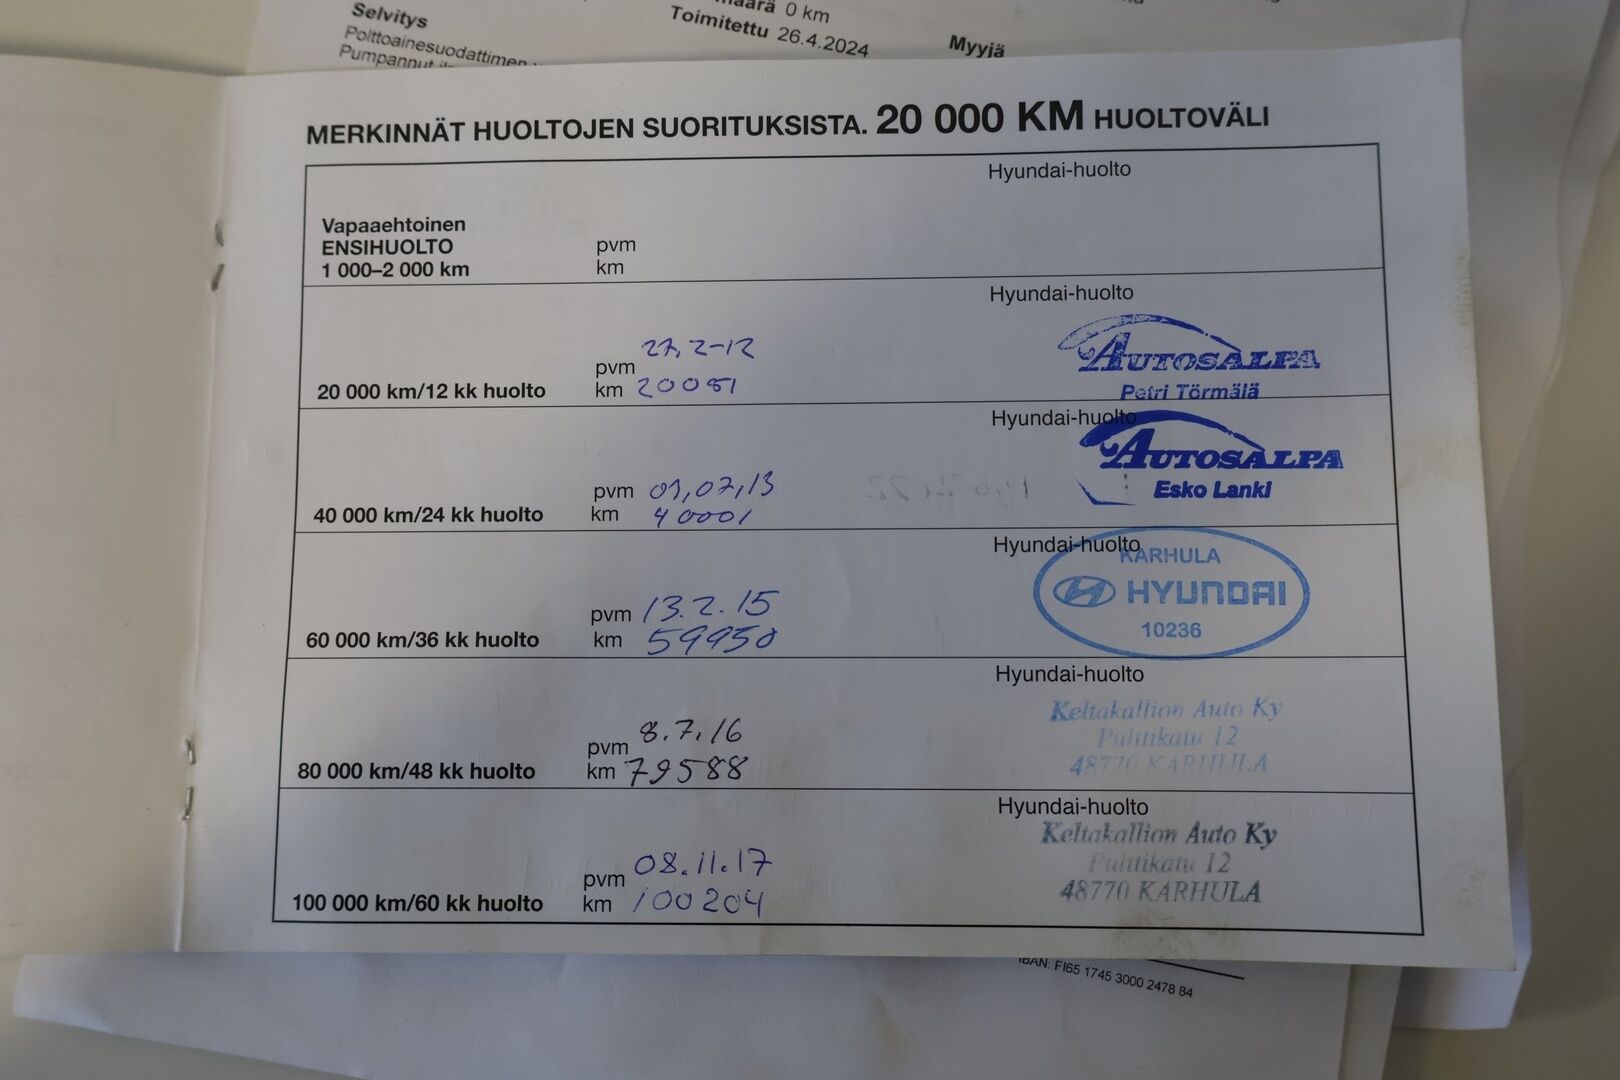 Selvitys
Polttoainesuodattimen
Pumpannut
0 km
Toimitettu 26.4.2024
Myyjä
MERKINNÄT HUOLTOJEN SUORITUKSISTA. 20 000 KM HUOLTOVÄLI
Hyundai-huolto
Vapaaehtoinen
ENSIHUOLTO
1 000–2 000 km
pvm
km
Hyundai-huolto
20 000 km/12 kk huolto
pvm 27.2-12
km 20081
AUTOSALPA
Petri Törmälä
Hyundai-huolto
40 000 km/24 kk huolto
pvm 01,07,13
km 40001
AUTOSALPA
Esko Lanki
Hyundai-huolto
60 000 km/36 kk huolto
pvm 13.2.15
km 59950
KARHULA
HYUNDAI
10236
Hyundai-huolto
80 000 km/48 kk huolto
pvm 8.7.16
km 79588
Keltakallion Auto Ky
Pultitikatu 12
48770 KARHULA
Hyundai-huolto
100 000 km/60 kk huolto
pvm 08.11.17
km 100204
Keltakallion Auto Ky
Pultitikatu 12
48770 KARHULA
IBAN: FI65 1745 3000 2478 84